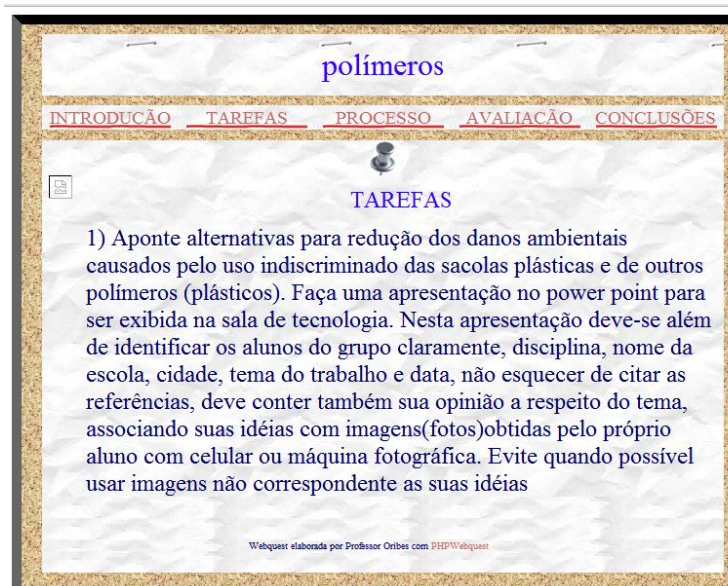 polímeros
INTRODUCÃO TAREFAS PROCESSO AVALIACÃO CONCLUSÕES
TAREFAS
1) Aponte alternativas para redução dos danos ambientais
causados pelo uso indiscriminado das sacolas plásticas e de outros
polímeros (plásticos). Faça uma apresentação no power point para
ser exibida na sala de tecnologia. Nesta apresentação deve-se além
de identificar os alunos do grupo claramente, disciplina, nome da
escola, cidade, tema do trabalho e data, não esquecer de citar as
referências, deve conter também sua opinião a respeito do tema,
associando suas idéias com imagens(fotos)obtidas pelo próprio
aluno com celular ou máquina fotográfica. Evite quando possível
usar imagens não correspondente as suas idéias
Webquest elaborada por Professor Oribes com PHPWebquest